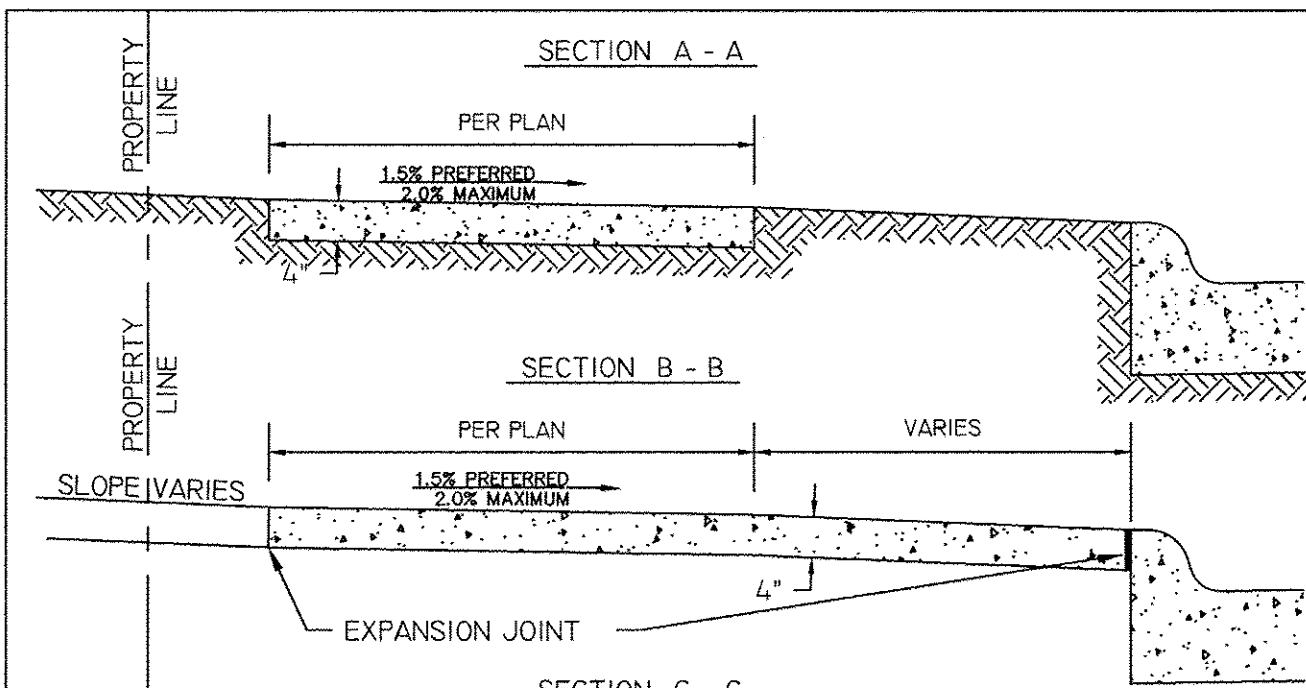 SECTION A - A
PROPERTY
LINE
PER PLAN
1.5% PREFERRED
2.0% MAXIMUM
4"
SECTION B - B
PROPERTY
LINE
PER PLAN
VARIES
SLOPE VARIES
1.5% PREFERRED
2.0% MAXIMUM
4"
EXPANSION JOINT
SECTION C - C